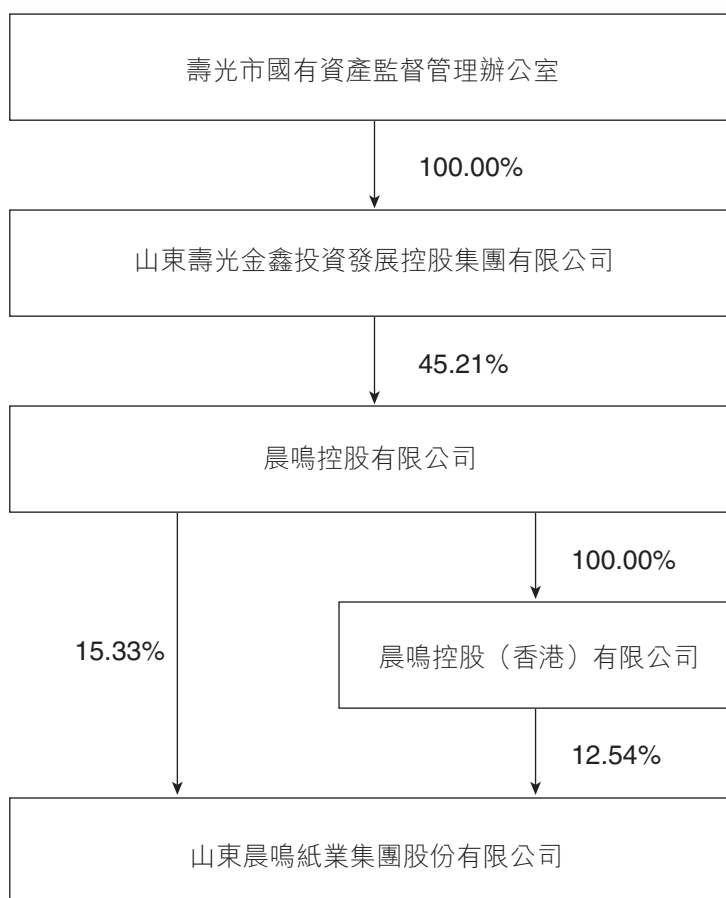 壽光市國有資產監督管理辦公室
100.00%
山東壽光金鑫投資發展控股集團有限公司
45.21%
晨鳴控股有限公司
100.00%
15.33%
晨鳴控股（香港）有限公司
12.54%
山東晨鳴紙業集團股份有限公司